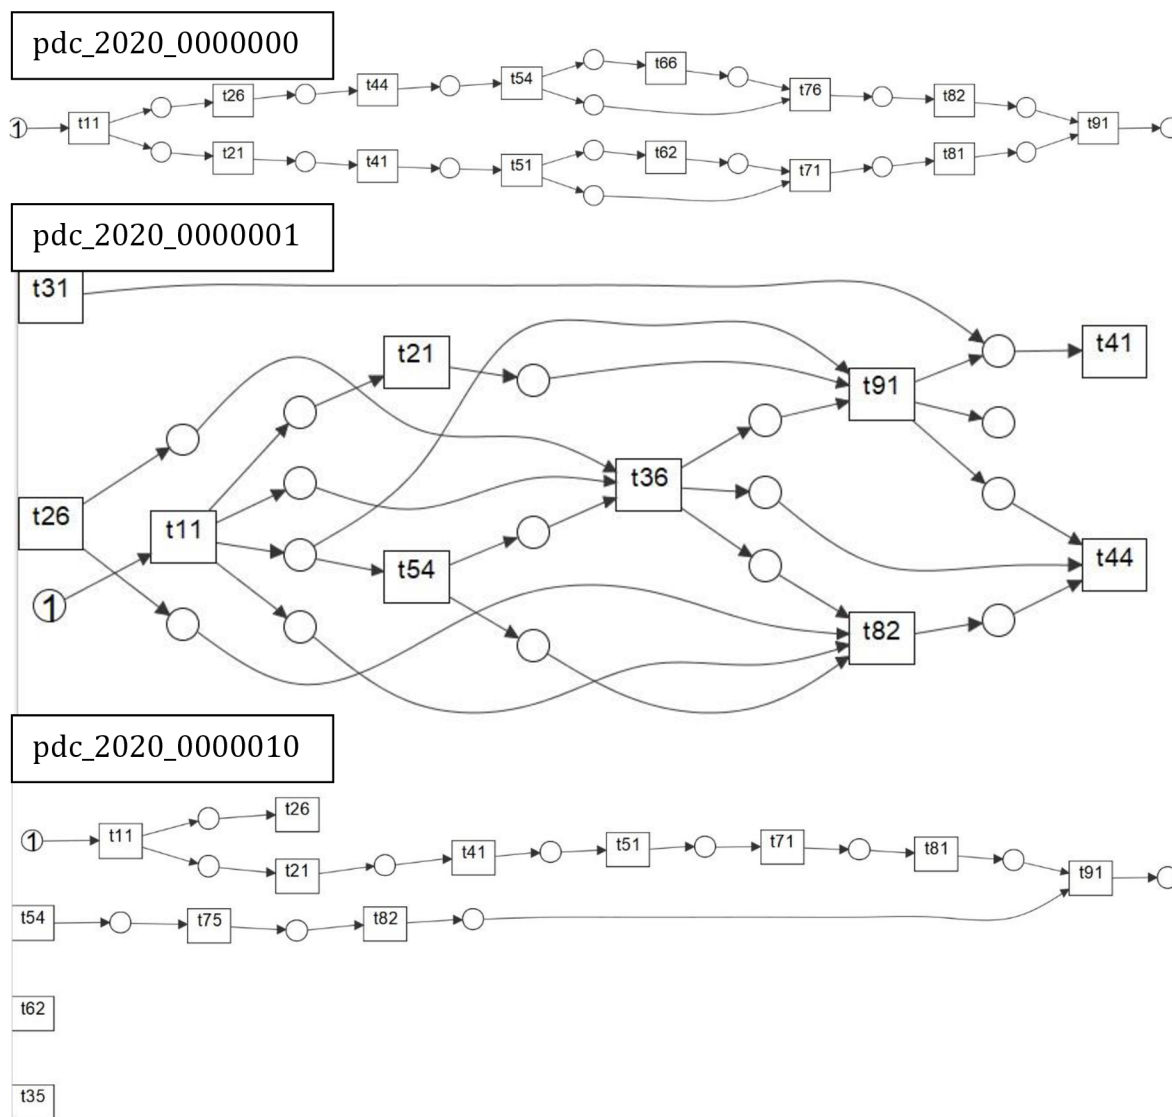 pdc_2020_0000000
t66
t54
t44
t76
t26
t82
1
t11
t91
t21
t41
t51
t62
t71
t81
pdc_2020_0000001
t31
t41
t21
t91
t36
t26
t11
t54
t44
1
t82
pdc_2020_0000010
t26
1
t11
t41
t51
t71
t81
t21
t91
t54
t75
t82
t62
t35